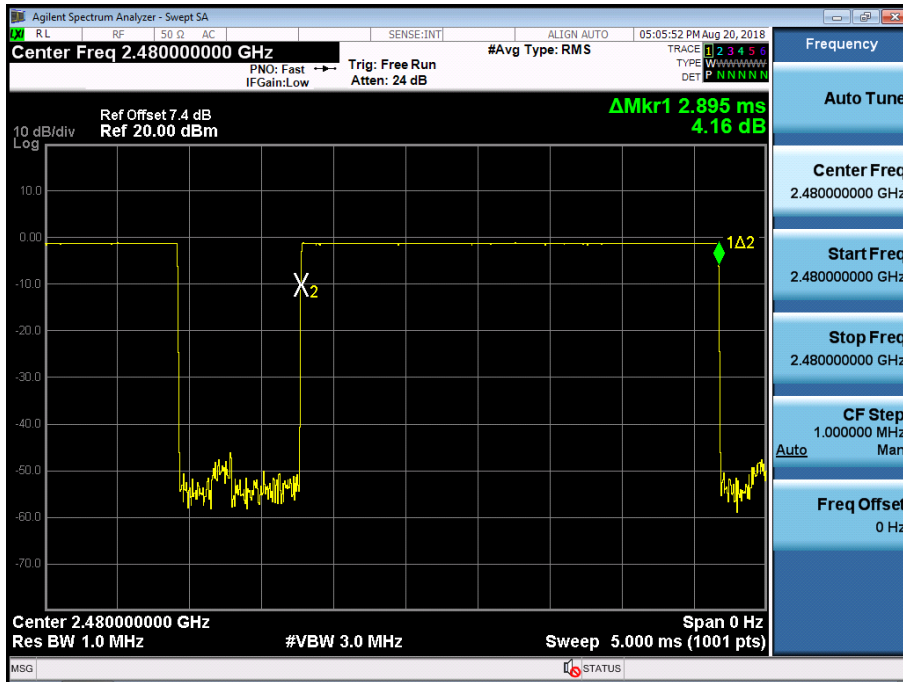 Agilent Spectrum Analyzer - Swept SA
LXI RL RF 50 Ω AC SENSE:INT ALIGN AUTO 05:05:52 PM Aug 20, 2018
Center Freq 2.480000000 GHz
#Avg Type: RMS
TRACE 1 2 3 4 5 6
TYPE WWWWWW
DET P N N N N N
PNO: Fast
IFGain:Low
Trig: Free Run
Atten: 24 dB
ΔMkr1 2.895 ms
4.16 dB
Ref Offset 7.4 dB
10 dB/div Ref 20.00 dBm
Log
10.0
0.00
-10.0
-20.0
-30.0
-40.0
-50.0
-60.0
-70.0
1Δ2
2
Center 2.480000000 GHz Span 0 Hz
Res BW 1.0 MHz #VBW 3.0 MHz Sweep 5.000 ms (1001 pts)
MSG STATUS
Frequency
Auto Tune
Center Freq
2.480000000 GHz
Start Freq
2.480000000 GHz
Stop Freq
2.480000000 GHz
CF Step
1.000000 MHz
Auto Man
Freq Offset
0 Hz